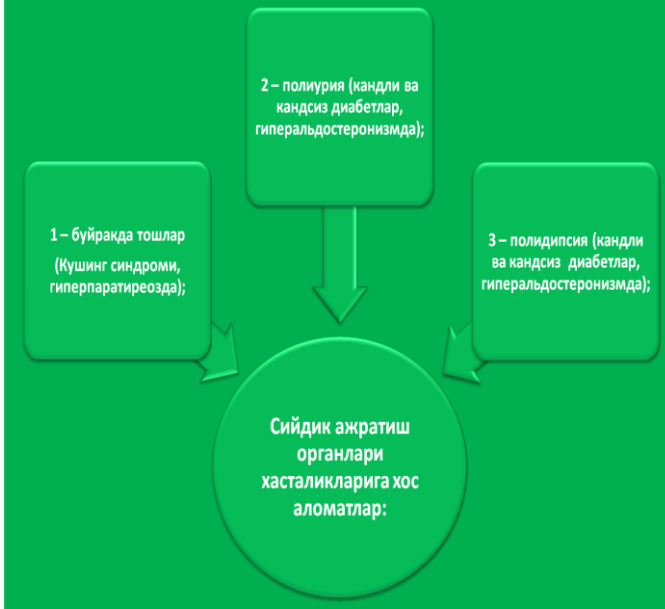 1 – буйракда тошлар
(Кушинг синдроми,
гиперпаратиреозда);
2 – полиурия (кандли ва
кандсиз диабетлар,
гиперальдостеронизмда);
3 – полидипсия (кандли
ва кандсиз диабетлар,
гиперальдостеронизмда);
Сийдик ажратиш
органлари
хасталикларига хос
аломатлар: